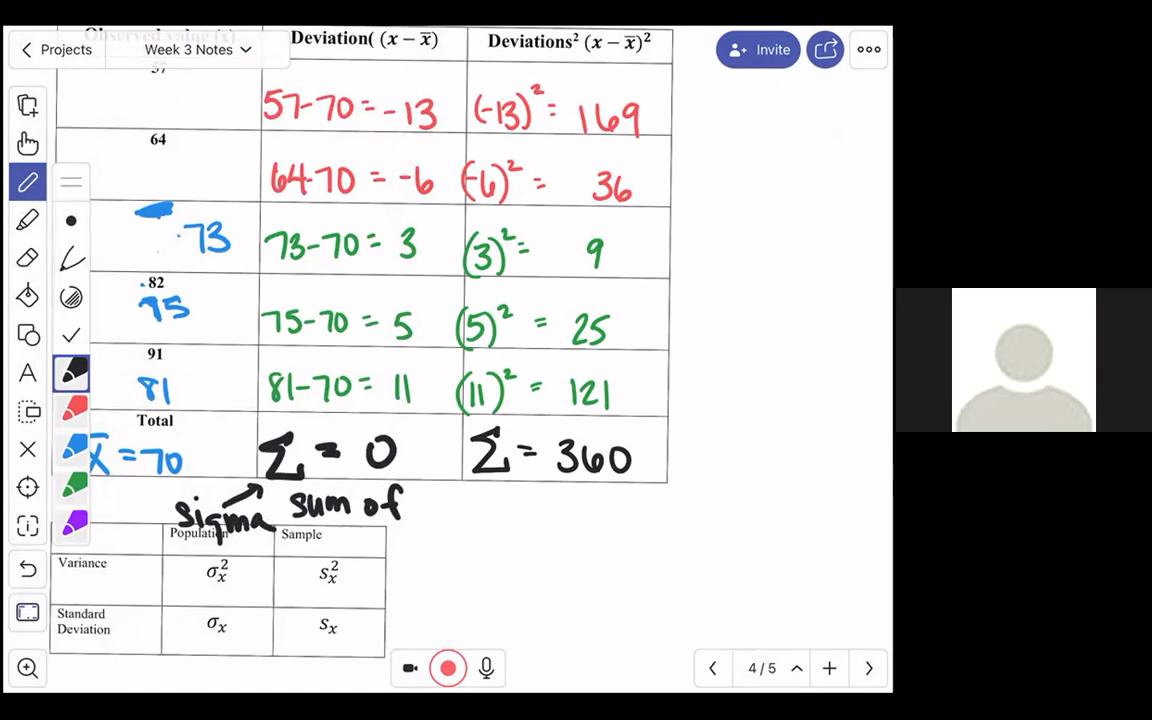 Projects
Week 3 Notes
Invite
Observed value (x)
Deviation( (x − x̄)
Deviations² (x − x̄)²
57
57-70 = -13
(-13)² = 169
64
64-70 = -6
(-6)² = 36
73
73-70 = 3
(3)² = 9
82
75
75-70 = 5
(5)² = 25
91
81
81-70 = 11
(11)² = 121
Total
x̄ = 70
Σ = 0
Σ = 360
sigma
sum of
Population
Sample
Variance
σ²ₓ
s²ₓ
Standard
Deviation
σₓ
sₓ
A
4 / 5